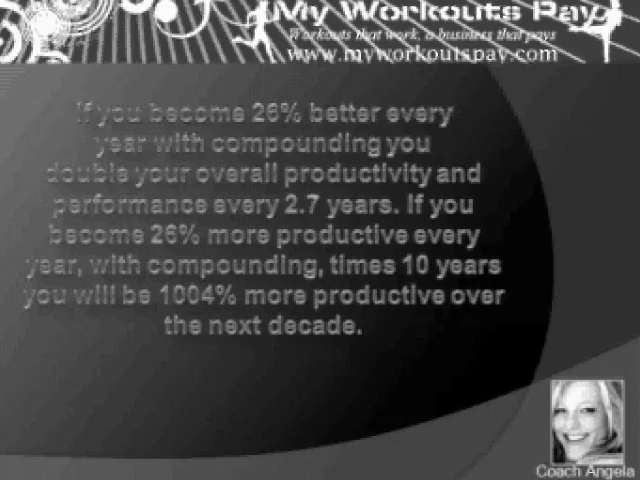 My Workouts Pay
Workouts that work, a business that pays
www.myworkoutspay.com
If you become 26% better every
year with compounding you
double your overall productivity and
performance every 2.7 years. If you
become 26% more productive every
year, with compounding, times 10 years
you will be 1004% more productive over
the next decade.
Coach Angela